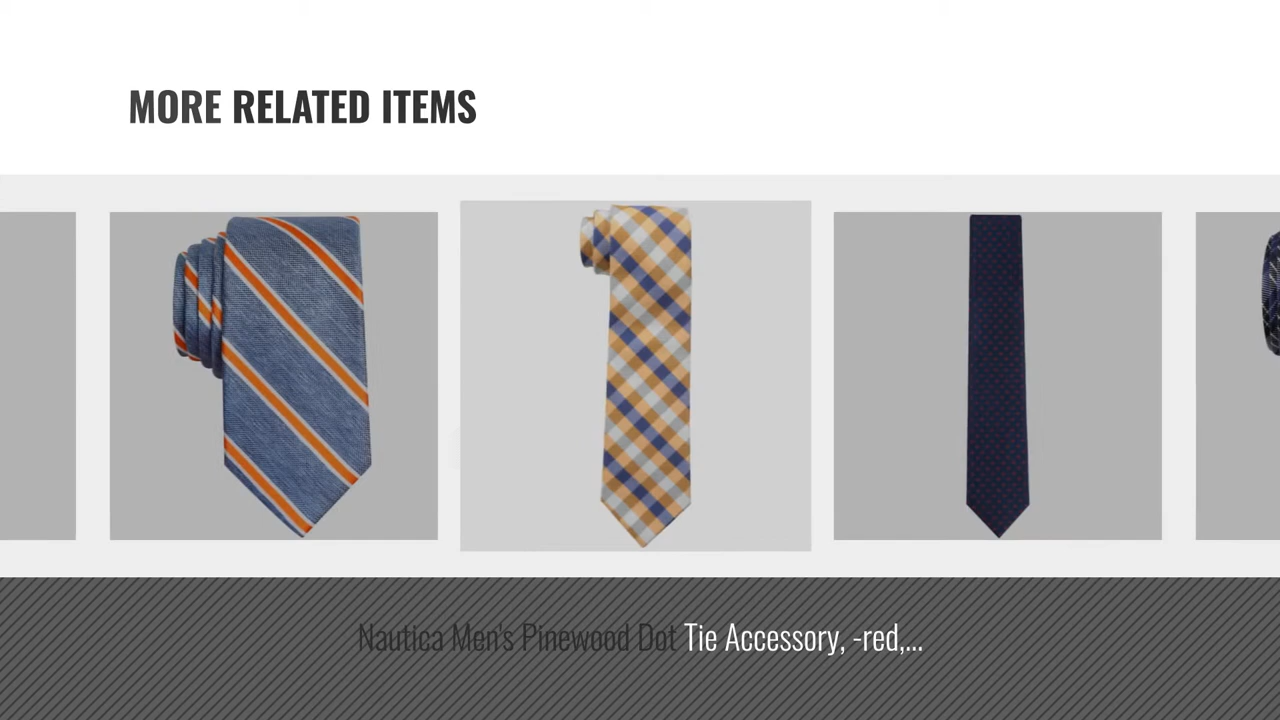 MORE RELATED ITEMS
Nautica Men's Pinewood Dot Tie Accessory, -red,...